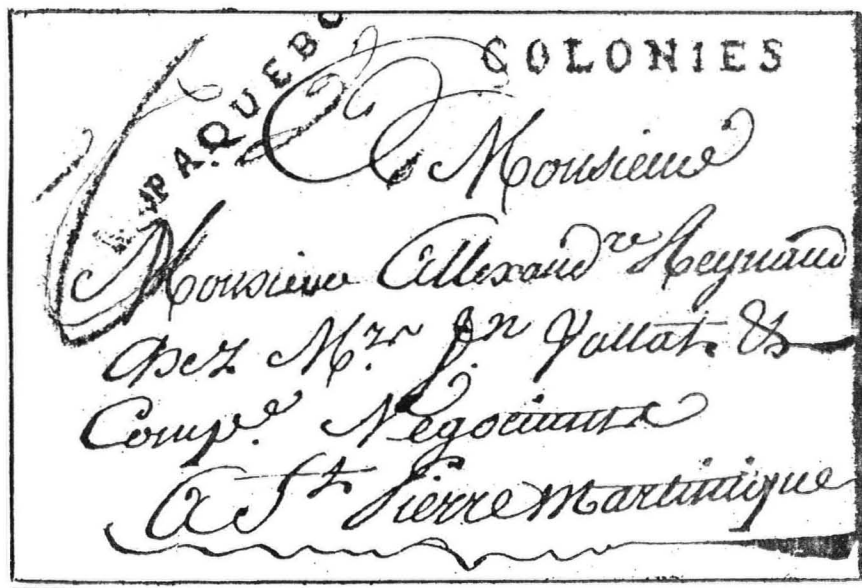 COLONIES
PAQUEBO
Monsieur
Monsieur Allexandre Reynaud
Chez Mrs. Jn Vallat &
Compe. Négociants
A St. Pierre Martinique